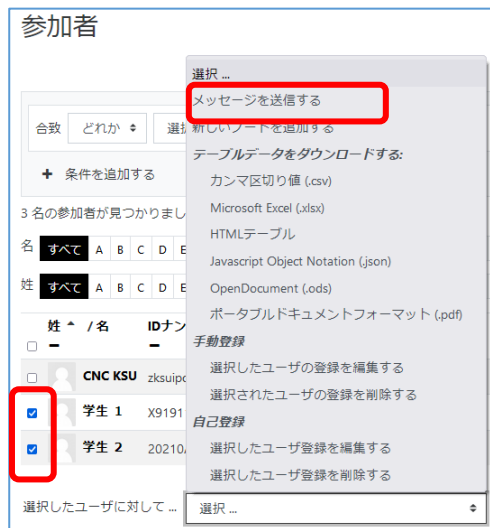 参加者
選択 ...
メッセージを送信する
合致 どれか
新しいノートを追加する
テーブルデータをダウンロードする:
条件を追加する
カンマ区切り値 (.csv)
Microsoft Excel (.xlsx)
3 名の参加者が見つかりまし
HTMLテーブル
名 すべて A B C D E
Javascript Object Notation (.json)
姓 すべて A B C D E
OpenDocument (.ods)
ポータブルドキュメントフォーマット (.pdf)
姓 / 名 IDナン
手動登録
選択したユーザの登録を編集する
CNC KSU zksuip
選択されたユーザの登録を削除する
学生 1 X9191
自己登録
選択したユーザ登録を編集する
学生 2 20210
選択したユーザ登録を削除する
選択したユーザに対して ... 選択 ...